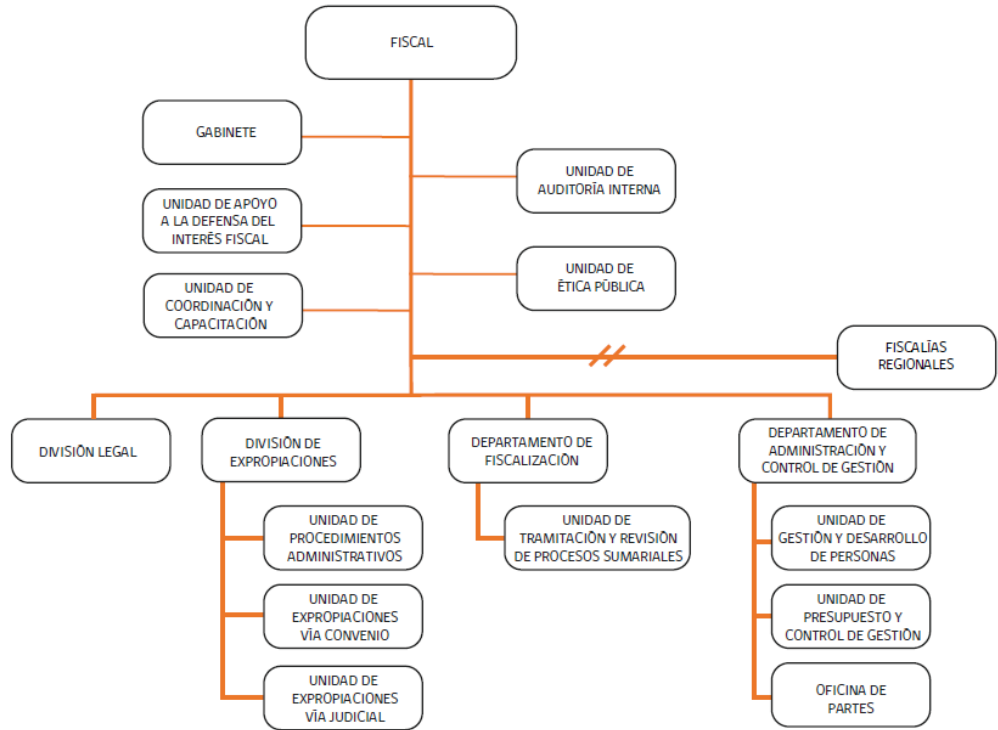 FISCAL
GABINETE
UNIDAD DE
AUDITORÍA INTERNA
UNIDAD DE APOYO
A LA DEFENSA DEL
INTERÉS FISCAL
UNIDAD DE
ÉTICA PÚBLICA
UNIDAD DE
COORDINACIÓN Y
CAPACITACIÓN
FISCALÍAS
REGIONALES
DIVISIÓN LEGAL
DIVISIÓN DE
EXPROPIACIONES
DEPARTAMENTO DE
FISCALIZACIÓN
DEPARTAMENTO DE
ADMINISTRACIÓN Y
CONTROL DE GESTIÓN
UNIDAD DE
PROCEDIMIENTOS
ADMINISTRATIVOS
UNIDAD DE
EXPROPIACIONES
VÍA CONVENIO
UNIDAD DE
EXPROPIACIONES
VÍA JUDICIAL
UNIDAD DE
TRAMITACIÓN Y REVISIÓN
DE PROCESOS SUMARIALES
UNIDAD DE
GESTIÓN Y DESARROLLO
DE PERSONAS
UNIDAD DE
PRESUPUESTO Y
CONTROL DE GESTIÓN
OFICINA DE
PARTES